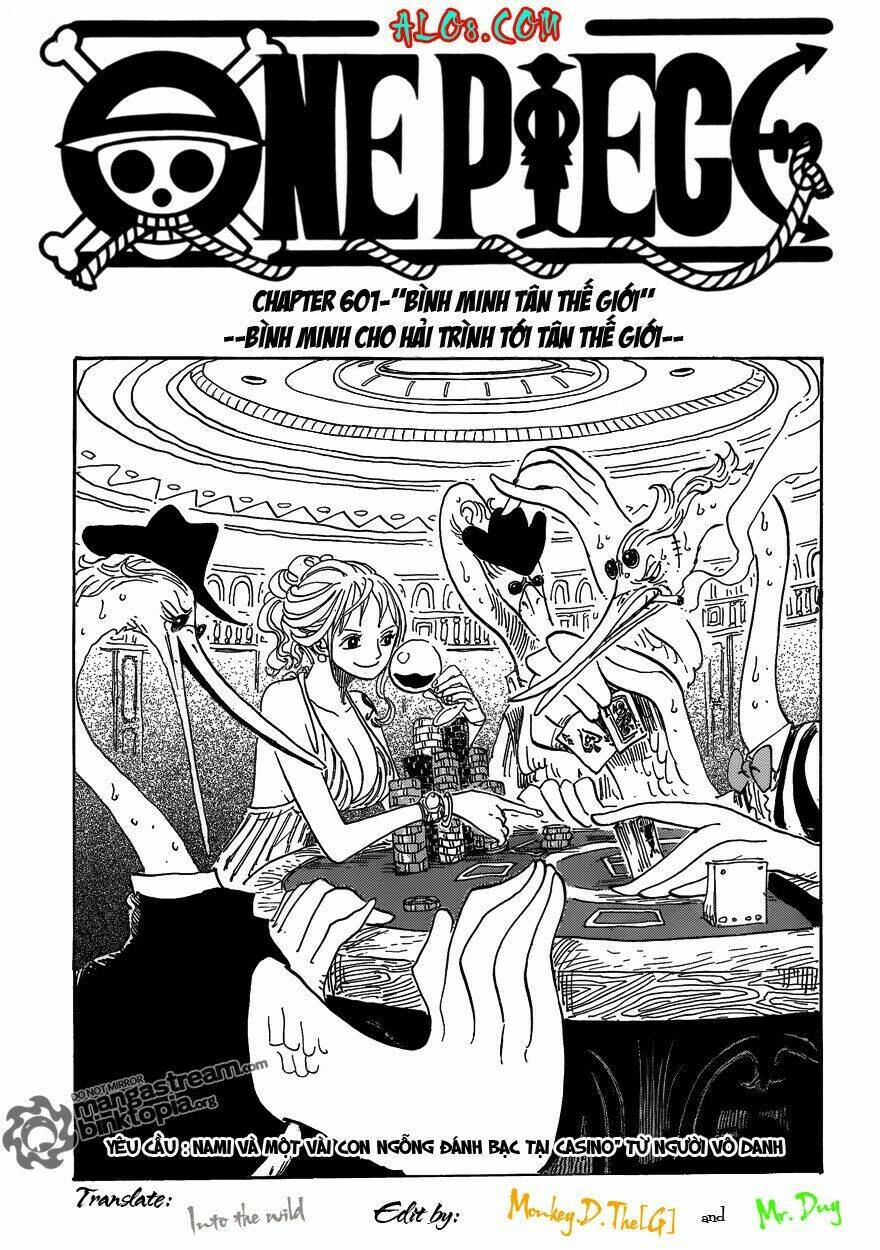 ALO8.COM
ONE PIECE
CHAPTER 601-"BÌNH MINH TÂN THẾ GIỚI"
--BÌNH MINH CHO HẢI TRÌNH TỚI TÂN THẾ GIỚI--
DO NOT MIRROR
mangastream.com
binktopia.org
YÊU CẦU : NAMI VÀ MỘT VÀI CON NGỖNG ĐÁNH BẠC TẠI CASINO" TỪ NGƯỜI VÔ DANH
Translate: Into the wild Edit by: Monkey.D.The[G] and Mr. Duy